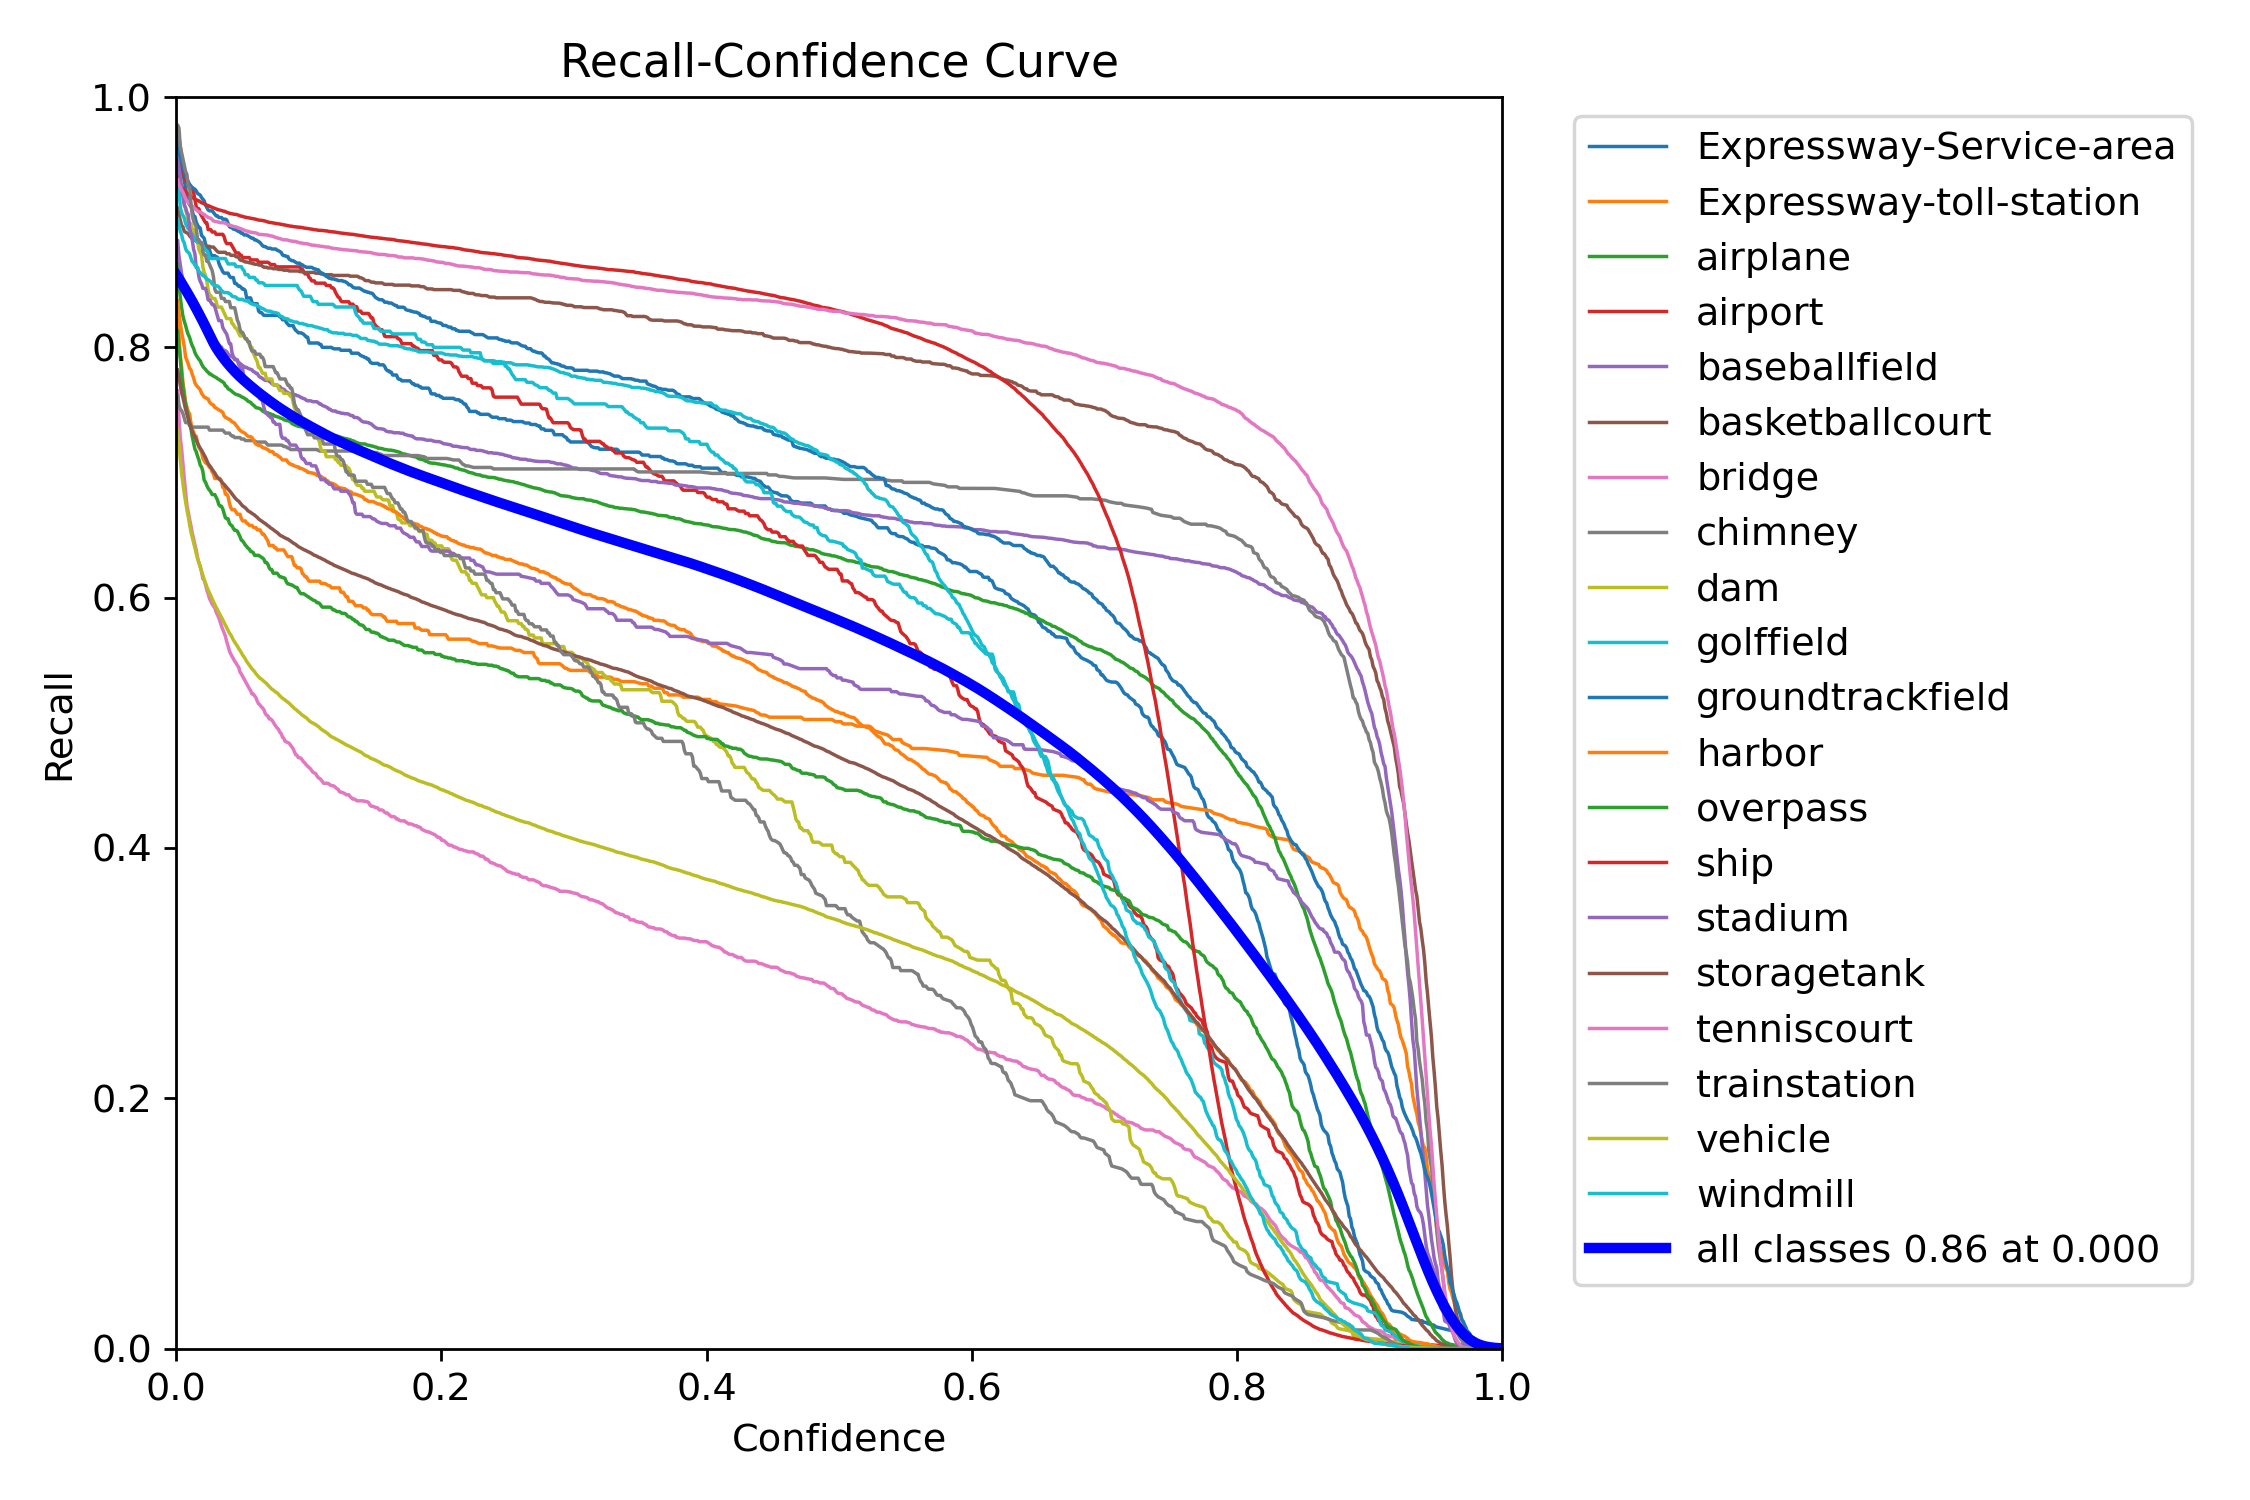 Recall-Confidence Curve
1.0
0.8
0.6
0.4
0.2
0.0
Recall
0.0 0.2 0.4 0.6 0.8 1.0
Confidence
Expressway-Service-area
Expressway-toll-station
airplane
airport
baseballfield
basketballcourt
bridge
chimney
dam
golffield
groundtrackfield
harbor
overpass
ship
stadium
storagetank
tenniscourt
trainstation
vehicle
windmill
all classes 0.86 at 0.000